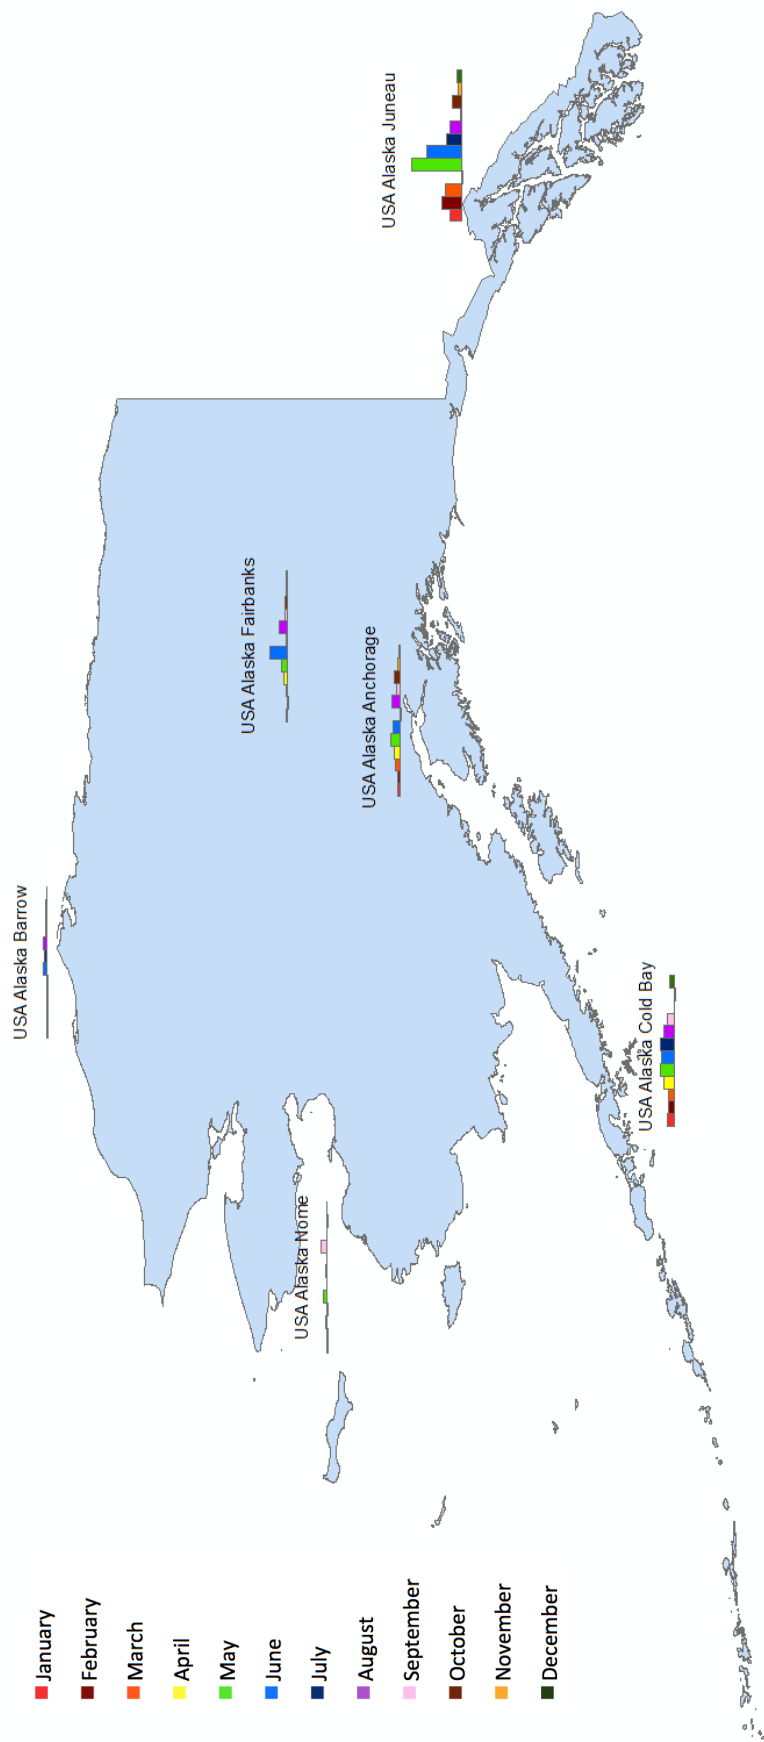 USA Alaska Barrow
USA Alaska Fairbanks
USA Alaska Juneau
USA Alaska Anchorage
USA Alaska Nome
USA Alaska Cold Bay
January
February
March
April
May
June
July
August
September
October
November
December